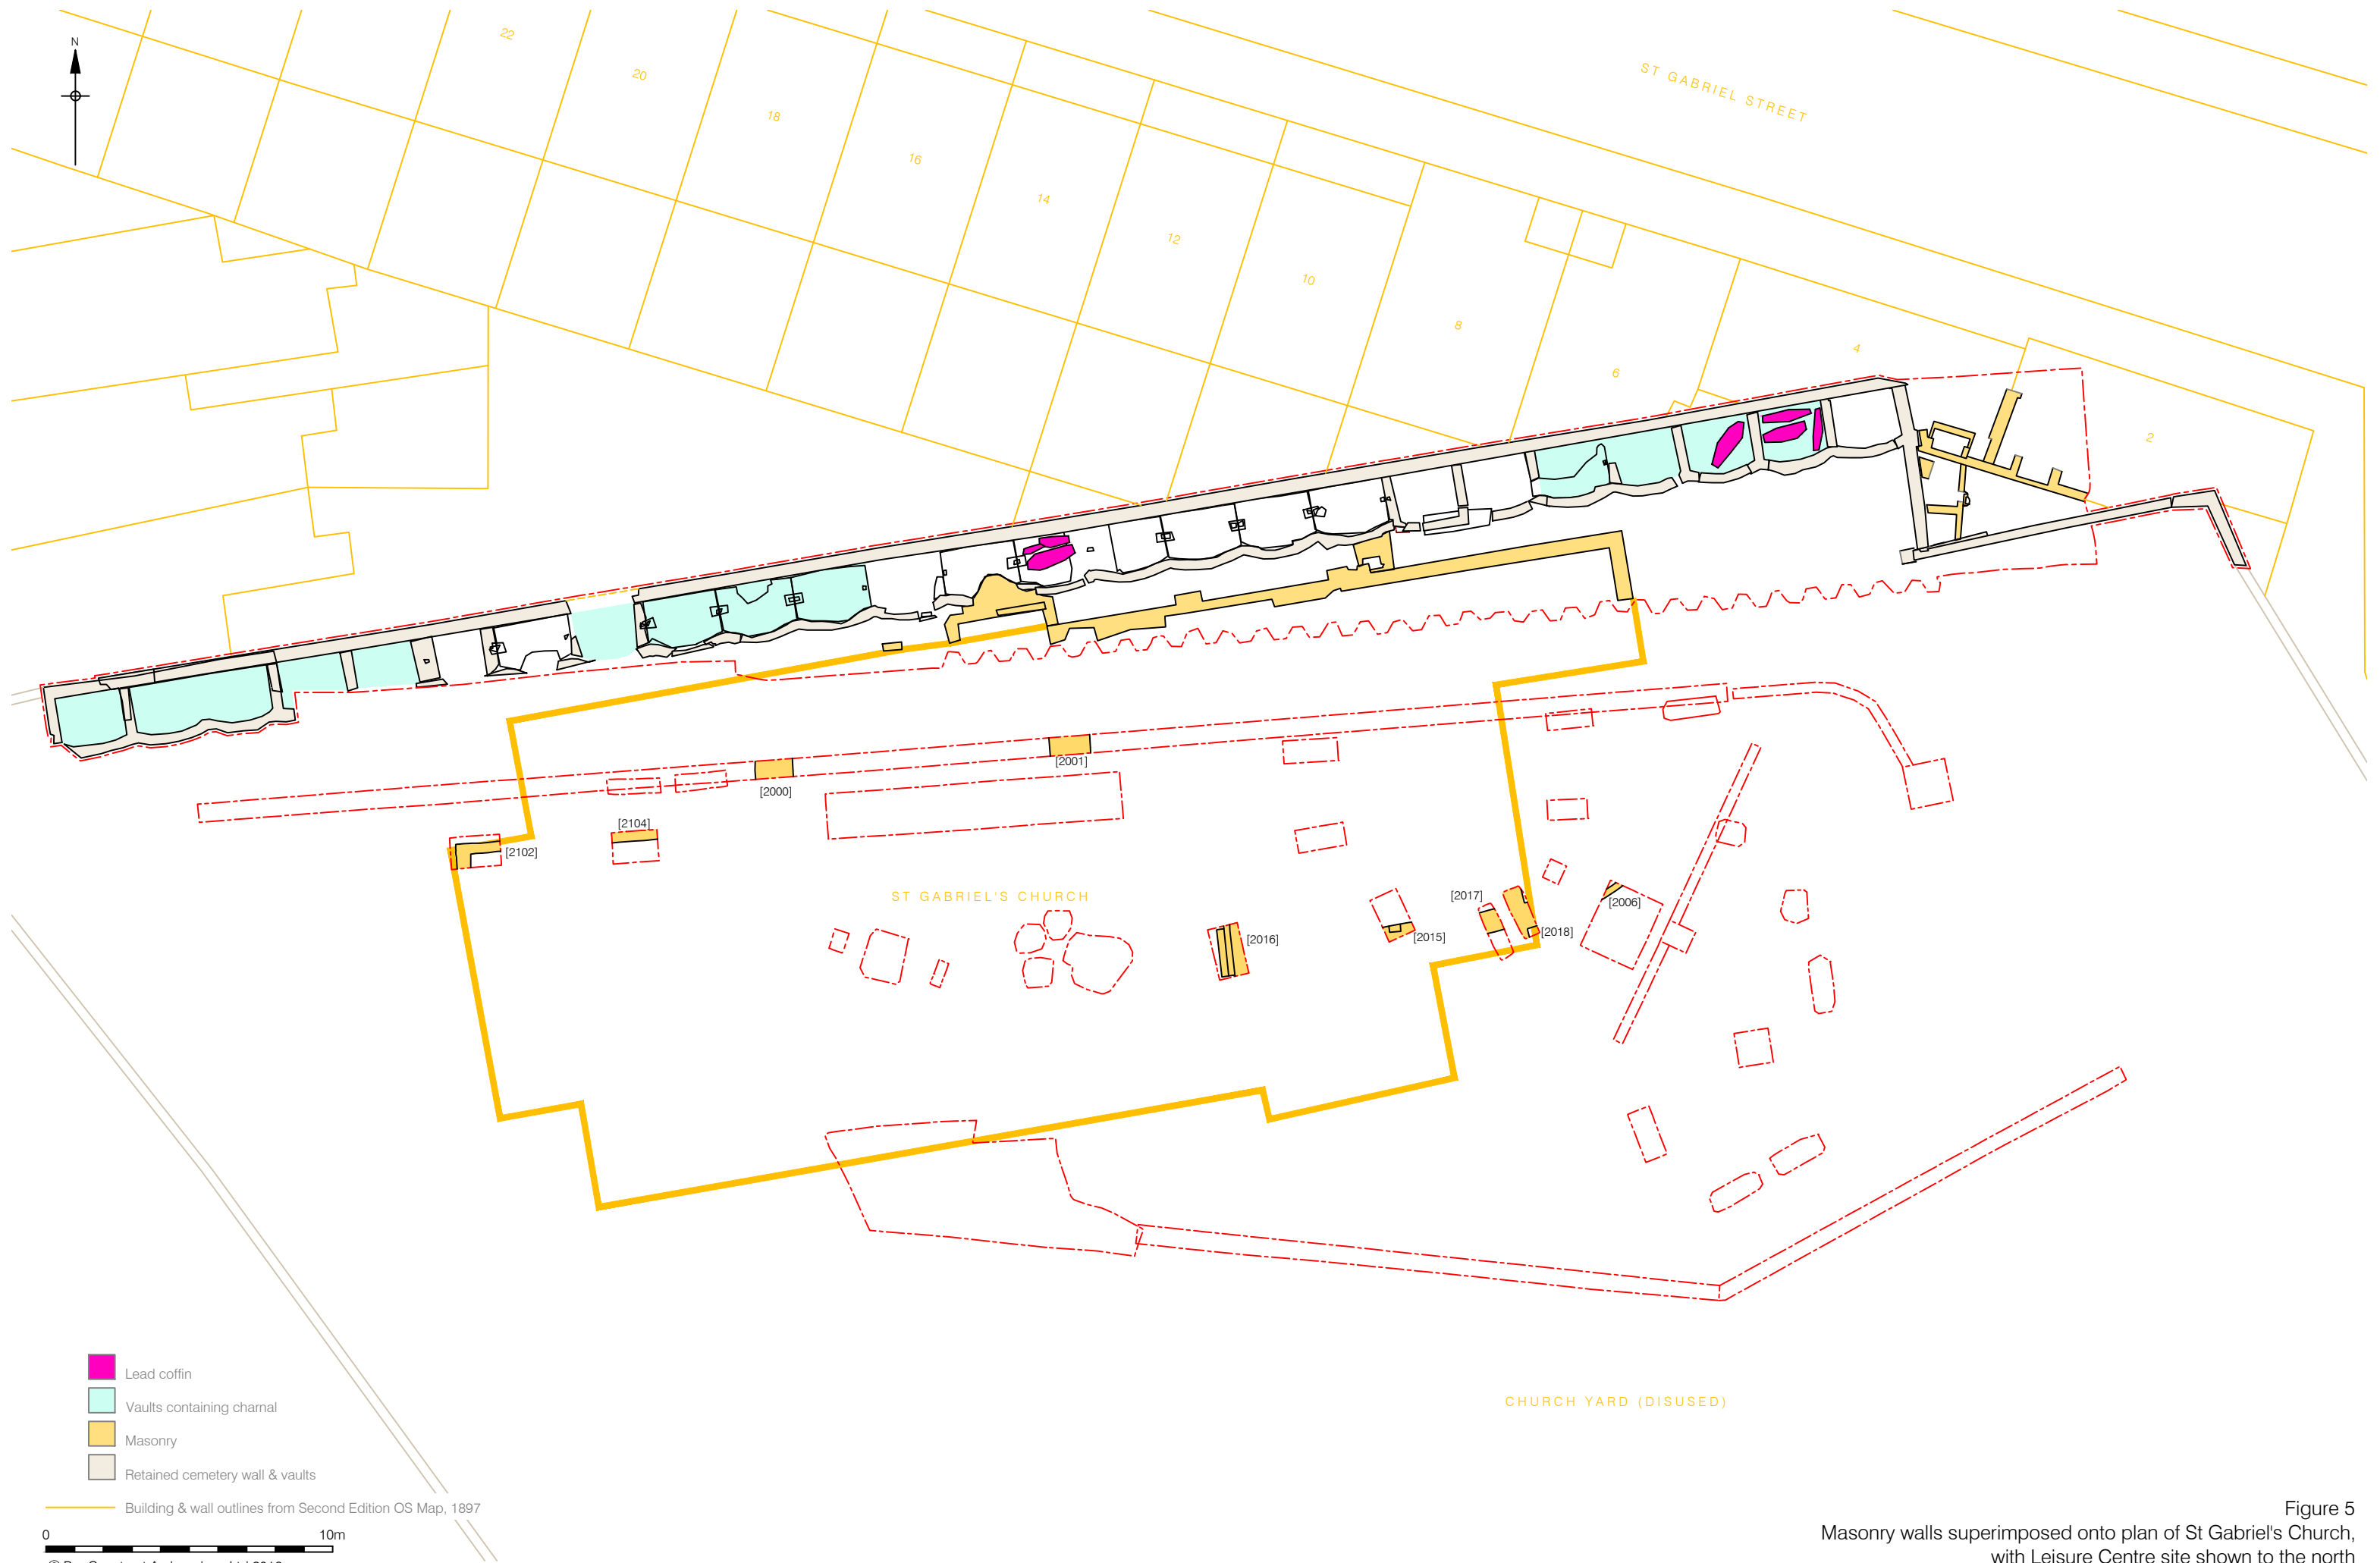 N
22
20
18
16
14
12
10
8
6
4
2
ST GABRIEL STREET
[2001]
[2000]
[2104]
[2102]
ST GABRIEL'S CHURCH
[2017]
[2006]
[2018]
[2015]
[2016]
Lead coffin
Vaults containing charnal
Masonry
Retained cemetery wall & vaults
Building & wall outlines from Second Edition OS Map, 1897
0 10m
CHURCH YARD (DISUSED)
Figure 5
Masonry walls superimposed onto plan of St Gabriel's Church,
with Leisure Centre site shown to the north